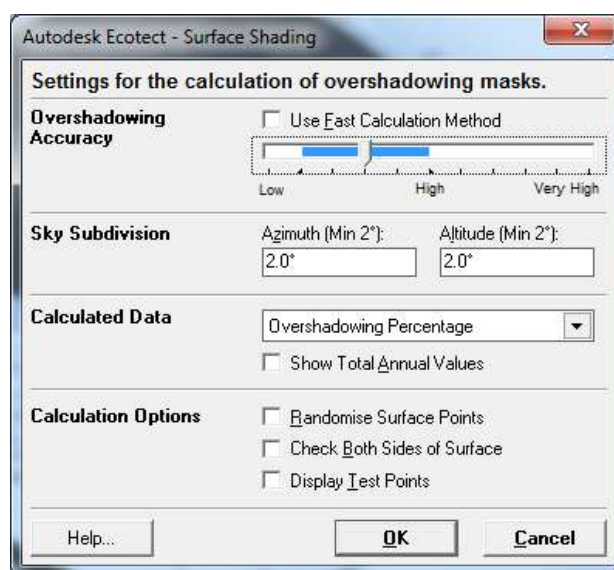 Autodesk Ecotect - Surface Shading
Settings for the calculation of overshadowing masks.
Overshadowing
Accuracy
Use Fast Calculation Method
Low High Very High
Sky Subdivision
Azimuth (Min 2°): Altitude (Min 2°):
2.0° 2.0°
Calculated Data
Overshadowing Percentage
Show Total Annual Values
Calculation Options
Randomise Surface Points
Check Both Sides of Surface
Display Test Points
Help... OK Cancel